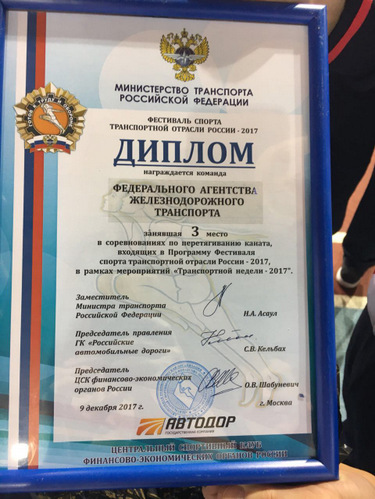 МИНИСТЕРСТВО ТРАНСПОРТА
РОССИЙСКОЙ ФЕДЕРАЦИИ
ФЕСТИВАЛЬ СПОРТА
ТРАНСПОРТНОЙ ОТРАСЛИ РОССИИ - 2017
ДИПЛОМ
награждается команда
ФЕДЕРАЛЬНОГО АГЕНТСТВА
ЖЕЛЕЗНОДОРОЖНОГО
ТРАНСПОРТА
занявшая 3 место
в соревнованиях по перетягиванию каната,
входящих в Программу Фестиваля
спорта транспортной отрасли России - 2017,
в рамках мероприятий «Транспортной недели - 2017».
Заместитель
Министра транспорта
Российской Федерации
Н.А. Асаул
Председатель правления
ГК «Российские
автомобильные дороги»
С.В. Кельбах
Председатель
ЦСК финансово-экономических
органов России
О.В. Шабуневич
9 декабря 2017 г.
г. Москва
АВТОДОР
ГОСУДАРСТВЕННАЯ КОМПАНИЯ
ЦЕНТРАЛЬНЫЙ СПОРТИВНЫЙ КЛУБ
ФИНАНСОВО-ЭКОНОМИЧЕСКИХ ОРГАНОВ РОССИИ